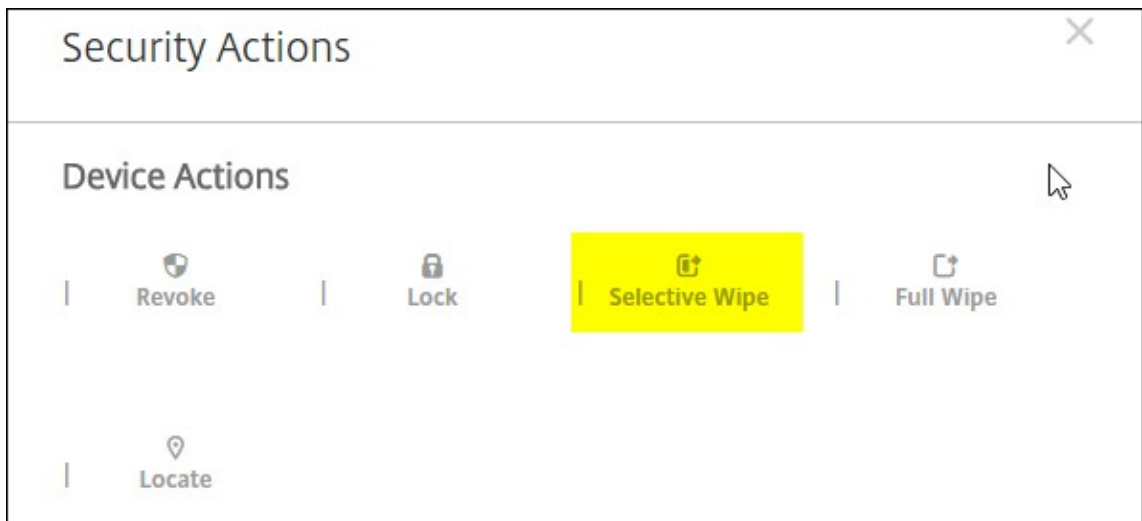 Security Actions
Device Actions
Revoke
Lock
Selective Wipe
Full Wipe
Locate